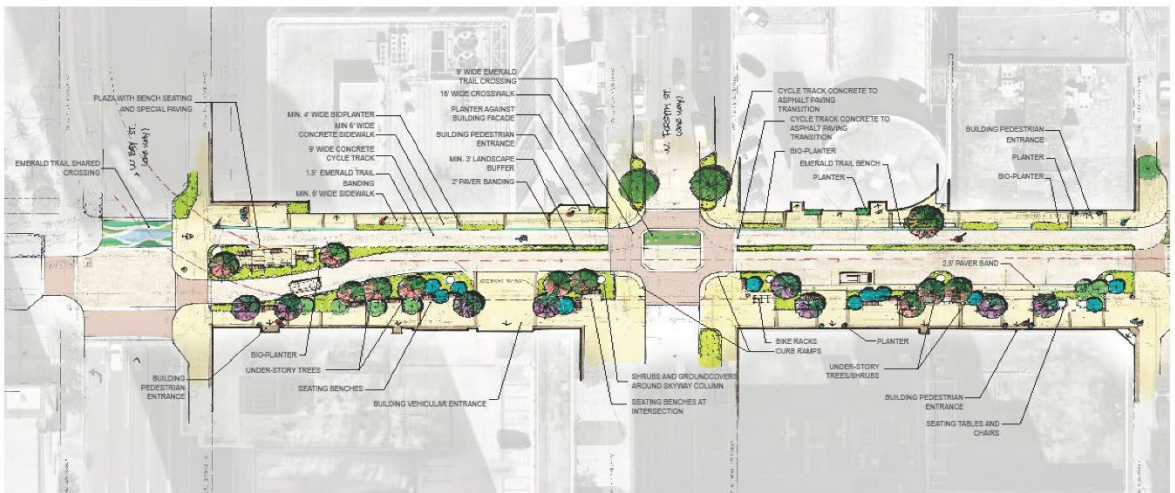 PLAZA WITH BENCH SEATING
AND SPECIAL PAVING
W. BAY ST.
(one way)
EMERALD TRAIL SHARED
CROSSING
MIN. 4' WIDE BIOPLANTER
MIN 6' WIDE
CONCRETE SIDEWALK
9' WIDE CONCRETE
CYCLE TRACK
1.5' EMERALD TRAIL
BANDING
MIN. 6' WIDE SIDEWALK
9' WIDE EMERALD
TRAIL CROSSING
16' WIDE CROSSWALK
PLANTER AGAINST
BUILDING FACADE
BUILDING PEDESTRIAN
ENTRANCE
MIN. 3' LANDSCAPE
BUFFER
2' PAVER BANDING
W. FORSYTH ST.
(one way)
CYCLE TRACK CONCRETE TO
ASPHALT PAVING
TRANSITION
CYCLE TRACK CONCRETE TO
ASPHALT PAVING
TRANSITION
BIO-PLANTER
EMERALD TRAIL BENCH
PLANTER
BUILDING PEDESTRIAN
ENTRANCE
PLANTER
BIO-PLANTER
2.5' PAVER BAND
BUILDING
PEDESTRIAN
ENTRANCE
BIO-PLANTER
UNDER-STORY TREES
SEATING BENCHES
BUILDING VEHICULAR ENTRANCE
SHRUBS AND GROUNDCOVERS
AROUND SKYWAY COLUMN
SEATING BENCHES AT
INTERSECTION
BIKE RACKS
CURB RAMPS
PLANTER
UNDER-STORY
TREES/SHRUBS
BUILDING PEDESTRIAN
ENTRANCE
SEATING TABLES AND
CHAIRS